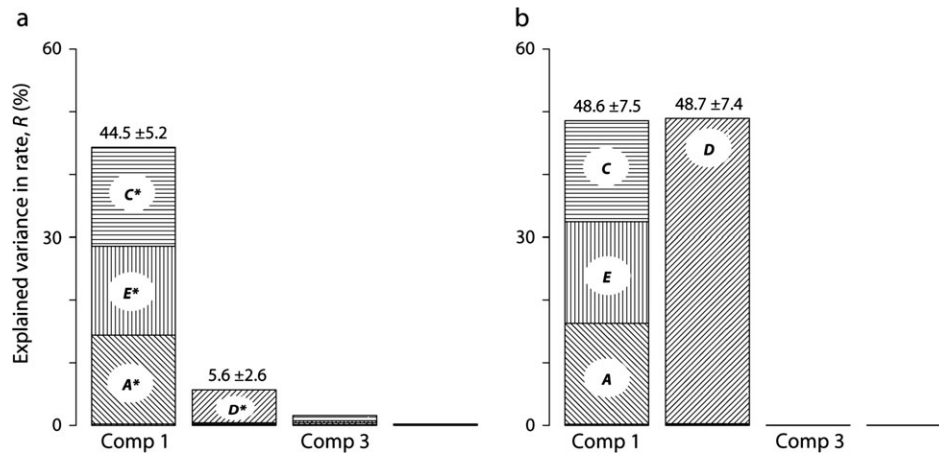 a
Explained variance in rate, R (%)
60
30
0
44.5 ±5.2
C*
E*
A*
5.6 ±2.6
D*
Comp 1
Comp 3
b
60
30
0
48.6 ±7.5
48.7 ±7.4
C
D
E
A
Comp 1
Comp 3